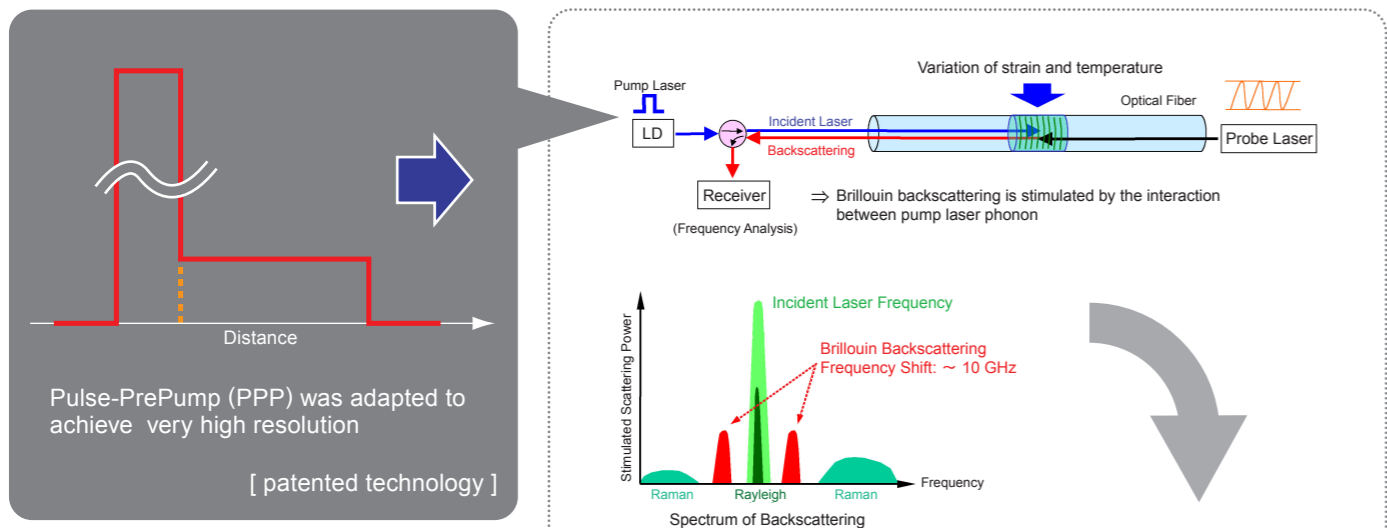 Distance
Pulse-PrePump (PPP) was adapted to
achieve very high resolution
[ patented technology ]
Variation of strain and temperature
Pump Laser
Optical Fiber
LD
Incident Laser
Backscattering
Probe Laser
Receiver
(Frequency Analysis)
⇒ Brillouin backscattering is stimulated by the interaction
between pump laser phonon
Stimulated Scattering Power
Incident Laser Frequency
Brillouin Backscattering
Frequency Shift: ~ 10 GHz
Frequency
Raman
Rayleigh
Raman
Spectrum of Backscattering